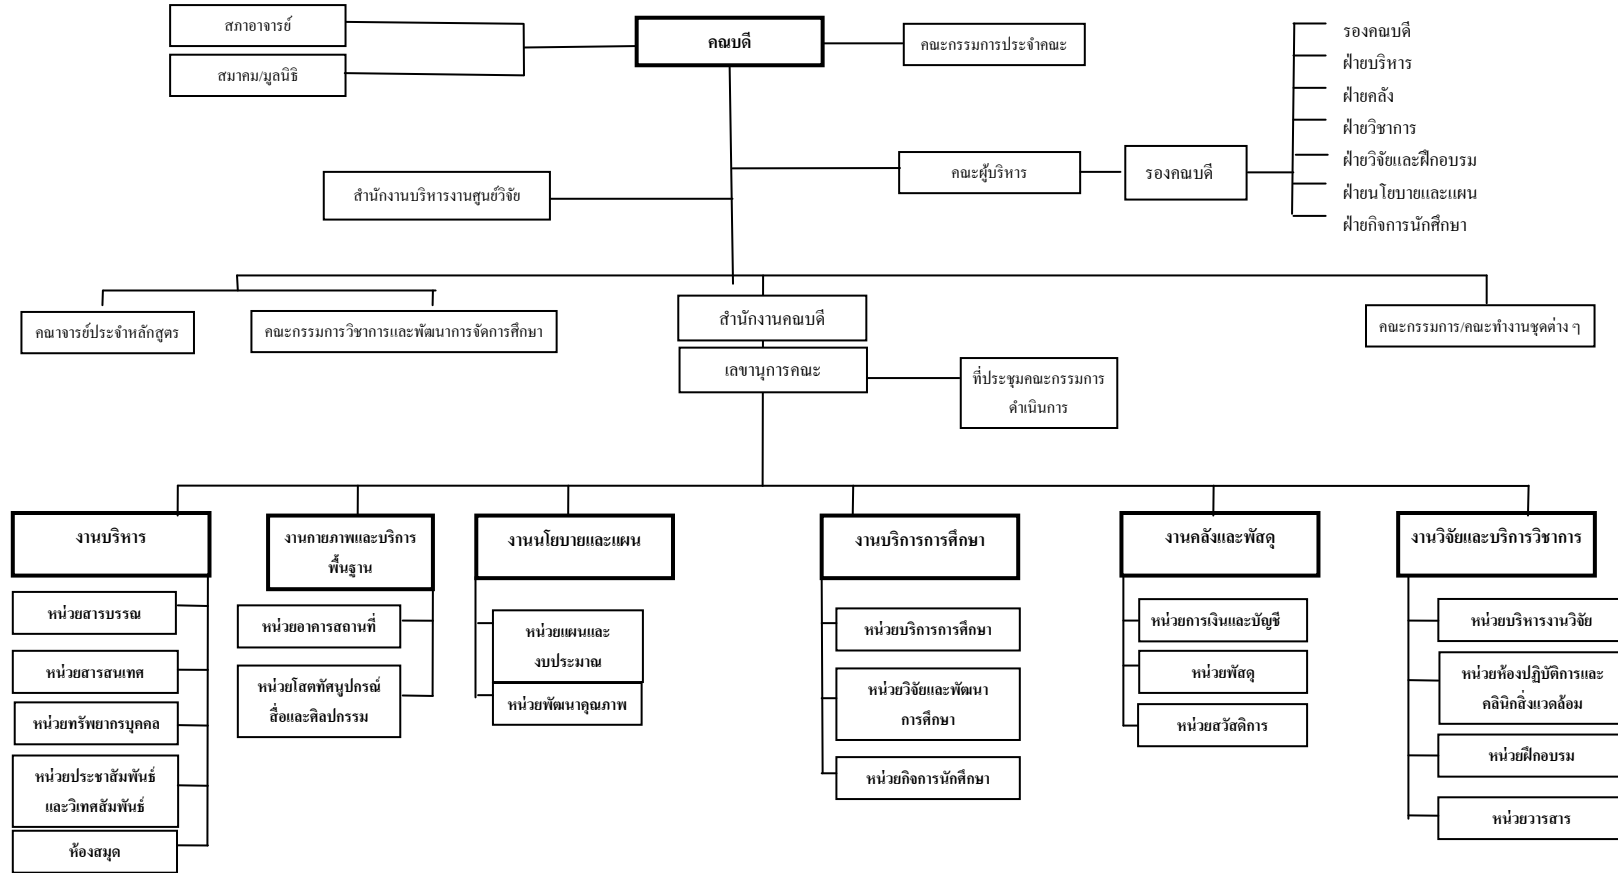 สภาอาจารย์
สมาคม/มูลนิธิ
คณบดี
คณะกรรมการประจำคณะ
รองคณบดี
ฝ่ายบริหาร
ฝ่ายคลัง
ฝ่ายวิชาการ
ฝ่ายวิจัยและฝึกอบรม
ฝ่ายนโยบายและแผน
ฝ่ายกิจการนักศึกษา
คณะผู้บริหาร
รองคณบดี
สำนักงานบริหารงานศูนย์วิจัย
คณาจารย์ประจำหลักสูตร
คณะกรรมการวิชาการและพัฒนาการจัดการศึกษา
สำนักงานคณบดี
คณะกรรมการ/คณะทำงานชุดต่าง ๆ
เลขานุการคณะ
ที่ประชุมคณะกรรมการ
ดำเนินการ
งานบริหาร
หน่วยสารบรรณ
หน่วยสารสนเทศ
หน่วยทรัพยากรบุคคล
หน่วยประชาสัมพันธ์
และวิเทศสัมพันธ์
ห้องสมุด
งานกายภาพและบริการ
พื้นฐาน
หน่วยอาคารสถานที่
หน่วยโสตทัศนูปกรณ์
สื่อและศิลปกรรม
งานนโยบายและแผน
หน่วยแผนและ
งบประมาณ
หน่วยพัฒนาคุณภาพ
งานบริการการศึกษา
หน่วยบริการการศึกษา
หน่วยวิจัยและพัฒนา
การศึกษา
หน่วยกิจการนักศึกษา
งานคลังและพัสดุ
หน่วยการเงินและบัญชี
หน่วยพัสดุ
หน่วยสวัสดิการ
งานวิจัยและบริการวิชาการ
หน่วยบริหารงานวิจัย
หน่วยห้องปฏิบัติการและ
คลินิกสิ่งแวดล้อม
หน่วยฝึกอบรม
หน่วยวารสาร